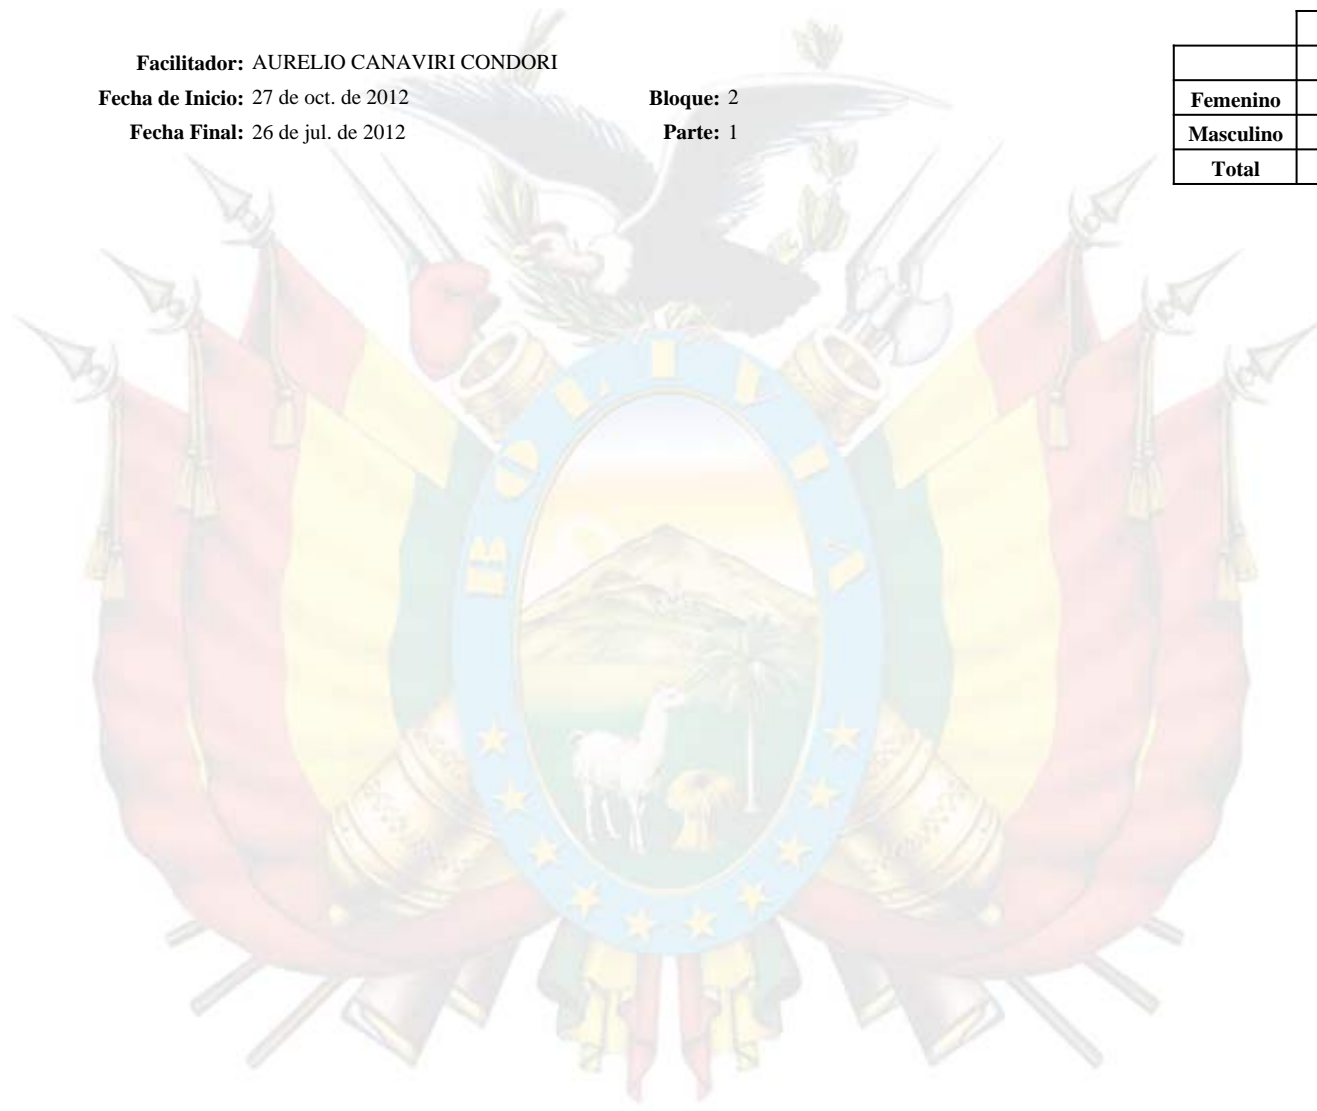 Facilitador: AURELIO CANAVIRI CONDORI
Fecha de Inicio: 27 de oct. de 2012 Bloque: 2
Fecha Final: 26 de jul. de 2012 Parte: 1
Femenino
Masculino
Total
BOLIVIA